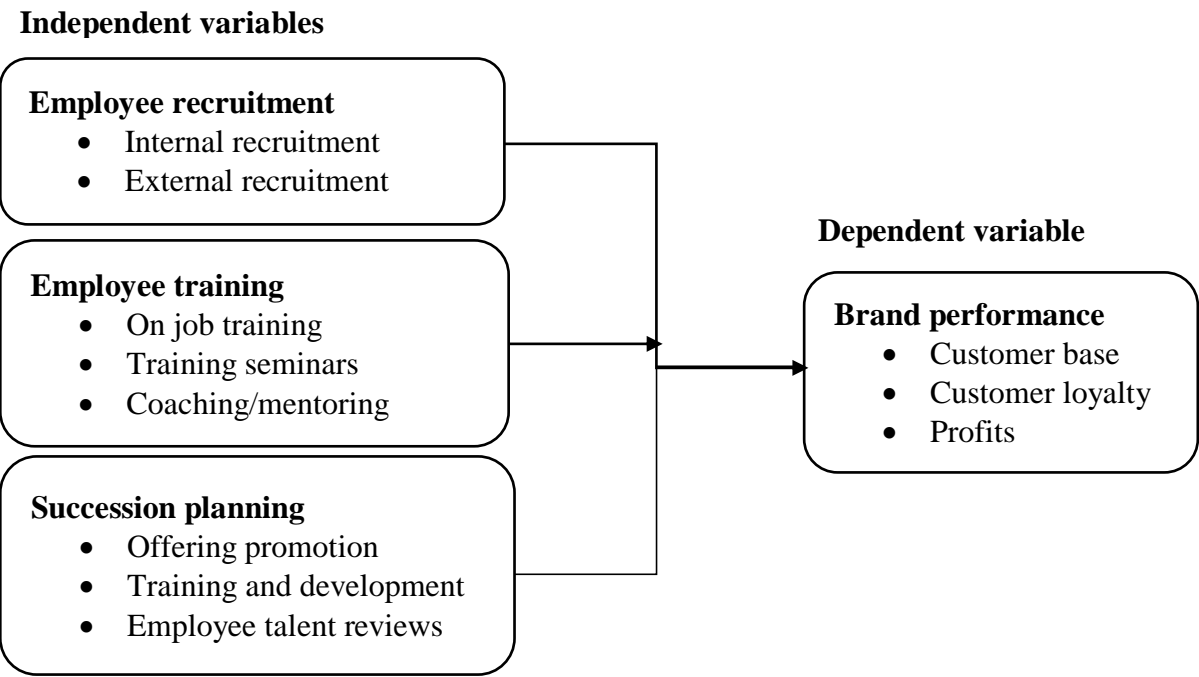 Independent variables
Employee recruitment
• Internal recruitment
• External recruitment
Employee training
• On job training
• Training seminars
• Coaching/mentoring
Succession planning
• Offering promotion
• Training and development
• Employee talent reviews
Dependent variable
Brand performance
• Customer base
• Customer loyalty
• Profits